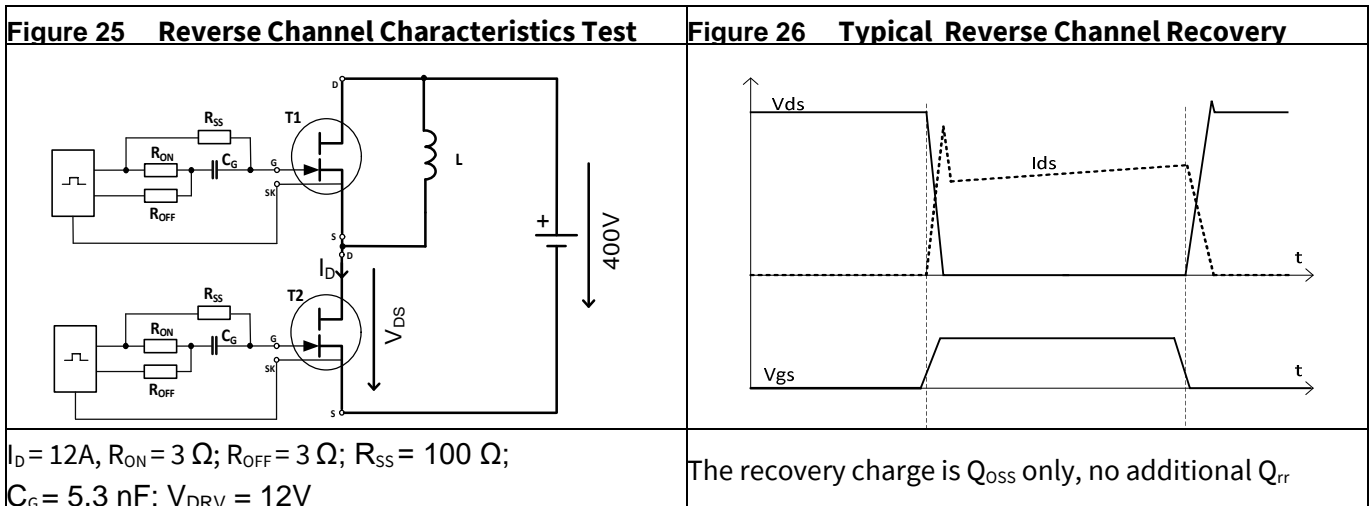 Figure 25 Reverse Channel Characteristics Test
Figure 26 Typical Reverse Channel Recovery
D
T1
RSS
RON
CG
G
ROFF
SK
S
L
+
400V
D
ID
T2
VDS
RSS
RON
CG
G
ROFF
SK
S
Vds
Ids
t
Vgs
t
ID = 12A, RON = 3 Ω; ROFF = 3 Ω; RSS = 100 Ω;
CG = 5.3 nF; VDRV = 12V
The recovery charge is QOSS only, no additional Qrr